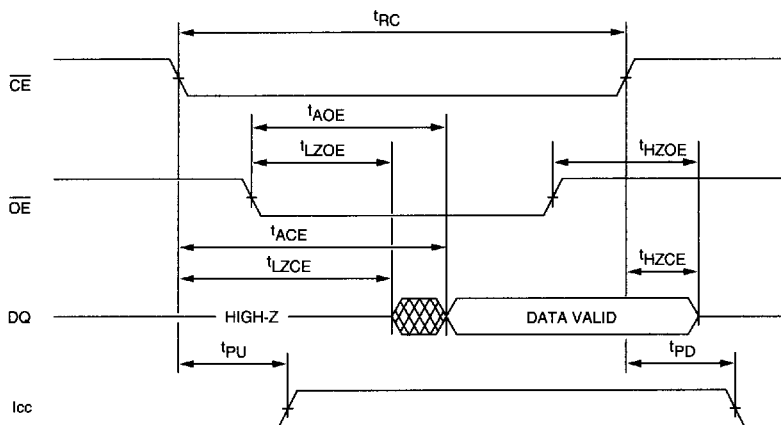 tRC
CE
tAOE
tLZOE
tHZOE
OE
tACE
tLZCE
tHZCE
DQ
HIGH-Z
DATA VALID
tPU
tPD
Icc